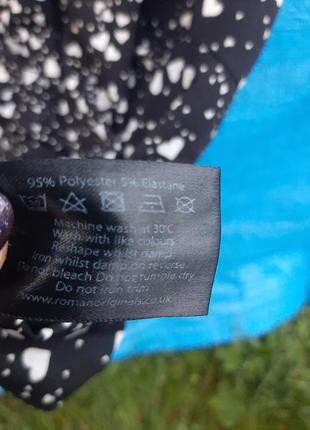 95% Polyester 5% Elastane
Machine wash at 30°C
Wash with like colours
Reshape whilst damp
Iron whilst damp on reverse
Do not bleach Do not tumble dry
Do not iron trim
www.romanoriginals.co.uk